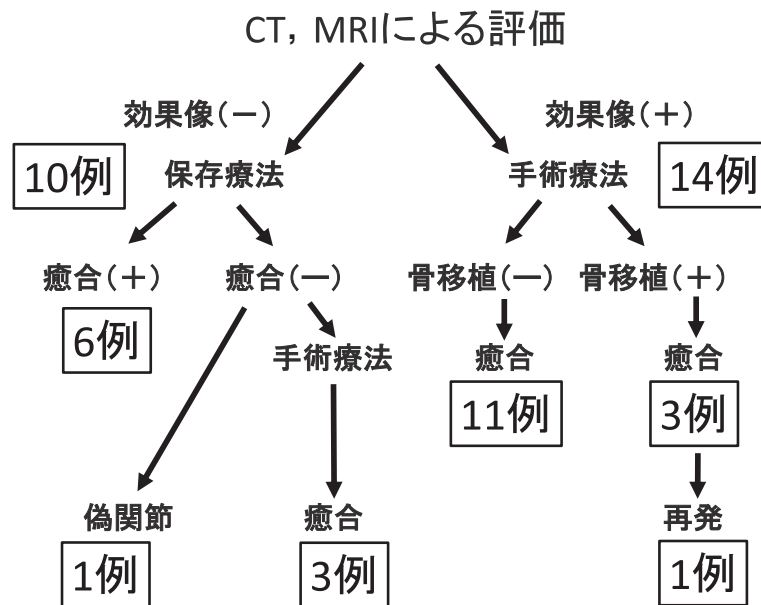 CT, MRIによる評価
効果像(－)
効果像(＋)
10例
保存療法
手術療法
14例
癒合(＋)
癒合(－)
骨移植(－)
骨移植(＋)
6例
手術療法
癒合
癒合
11例
3例
偽関節
癒合
再発
1例
3例
1例